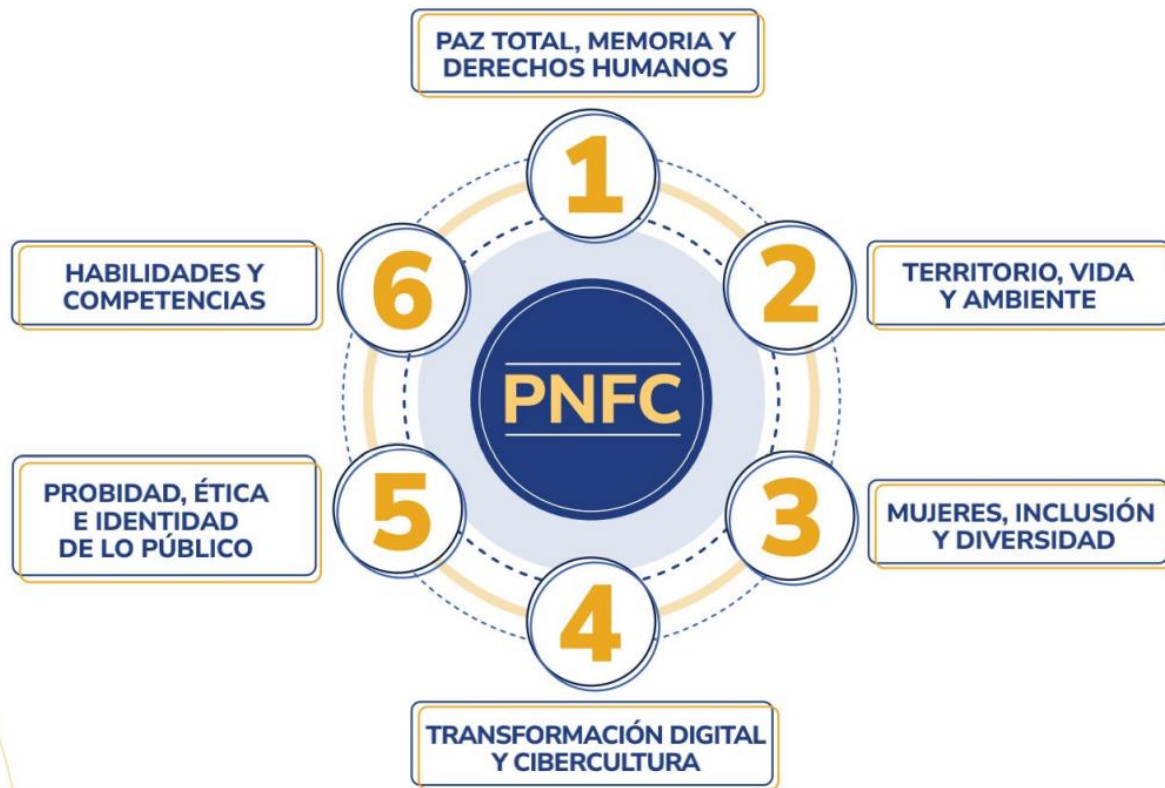 PAZ TOTAL, MEMORIA Y
DERECHOS HUMANOS
1
2
TERRITORIO, VIDA
Y AMBIENTE
3
MUJERES, INCLUSIÓN
Y DIVERSIDAD
4
TRANSFORMACIÓN DIGITAL
Y CIBERCULTURA
5
PROBIDAD, ÉTICA
E IDENTIDAD
DE LO PÚBLICO
6
HABILIDADES Y
COMPETENCIAS
PNFC